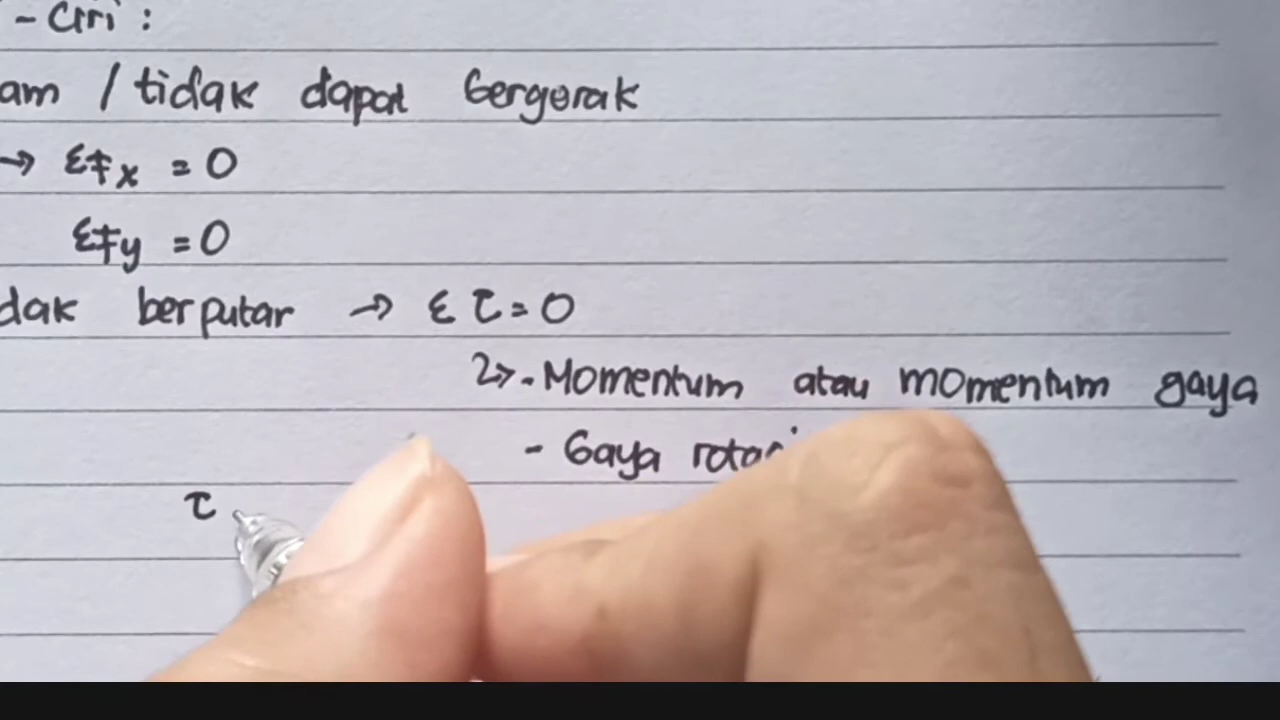 - Ciri :
am / tidak dapat bergerak
→ ΣFx = 0
ΣFy = 0
dak berputar → Στ = 0
2> . Momentum atau momentum gaya
- Gaya rotasi
τ